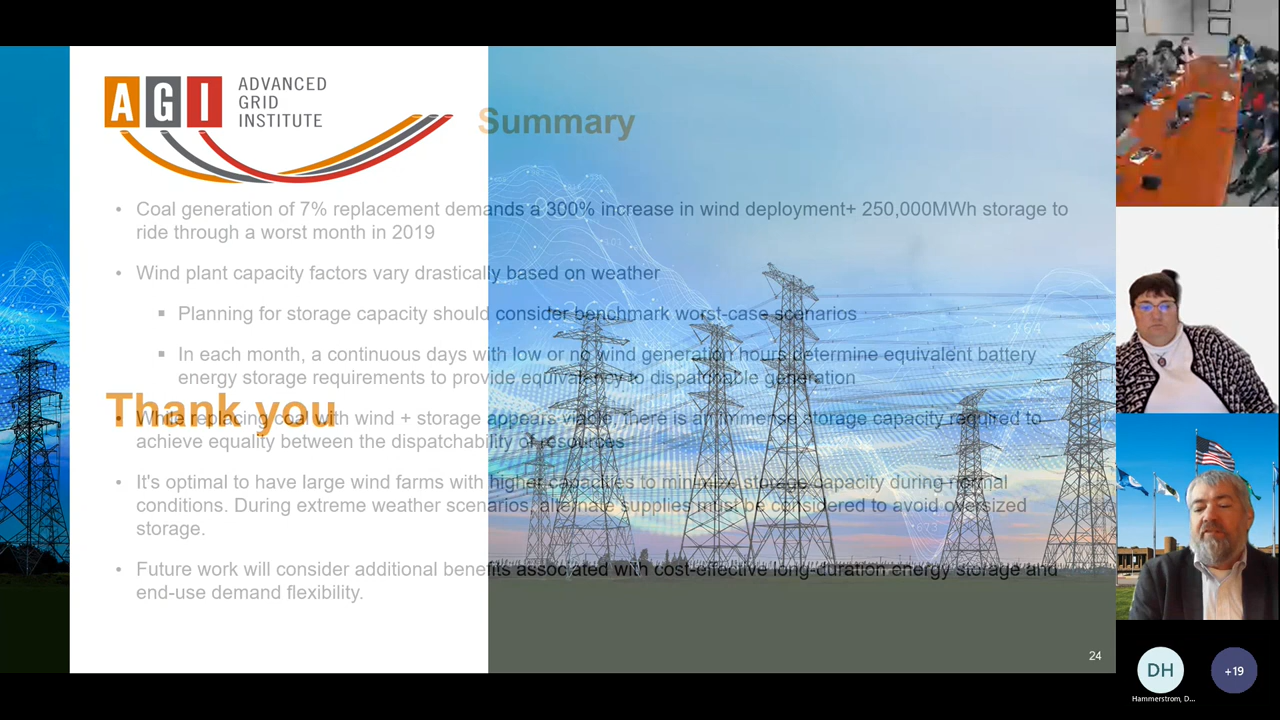 AGI
ADVANCED
GRID
INSTITUTE
Summary
• Coal generation of 7% replacement demands a 300% increase in wind deployment+ 250,000MWh storage to
ride through a worst month in 2019
• Wind plant capacity factors vary drastically based on weather
▪ Planning for storage capacity should consider benchmark worst-case scenarios
▪ In each month, a continuous days with low or no wind generation hours determine equivalent battery
energy storage requirements to provide equivalency to dispatchable generation
Thank you
• While replacing coal with wind + storage appears viable, there is an immense storage capacity required to
achieve equality between the dispatchability of resources
• It's optimal to have large wind farms with higher capacities to minimize storage capacity during normal
conditions. During extreme weather scenarios, alternate supplies must be considered to avoid oversized
storage.
• Future work will consider additional benefits associated with cost-effective long-duration energy storage and
end-use demand flexibility.
24
DH
+19
Hammerstrom, D...